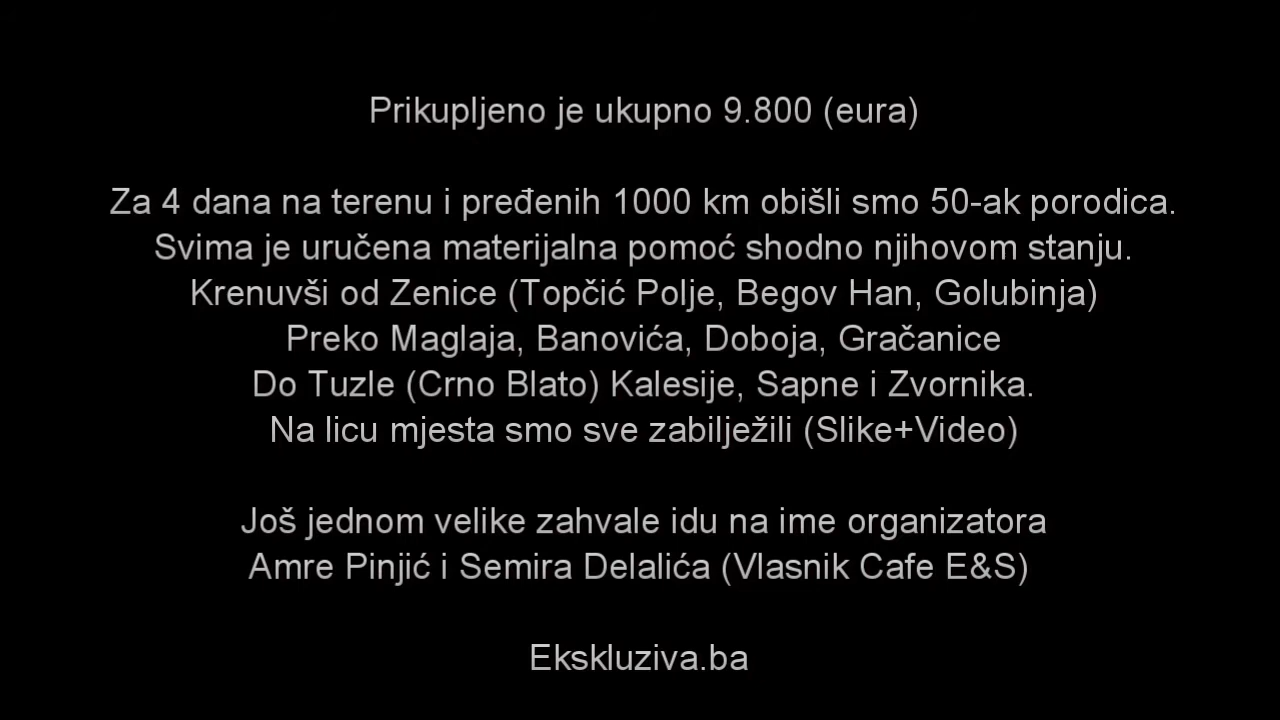 Prikupljeno je ukupno 9.800 (eura)
Za 4 dana na terenu i pređenih 1000 km obišli smo 50-ak porodica.
Svima je uručena materijalna pomoć shodno njihovom stanju.
Krenuvši od Zenice (Topčić Polje, Begov Han, Golubinja)
Preko Maglaja, Banovića, Doboja, Gračanice
Do Tuzle (Crno Blato) Kalesije, Sapne i Zvornika.
Na licu mjesta smo sve zabilježili (Slike+Video)
Još jednom velike zahvale idu na ime organizatora
Amre Pinjić i Semira Delalića (Vlasnik Cafe E&S)
Ekskluziva.ba